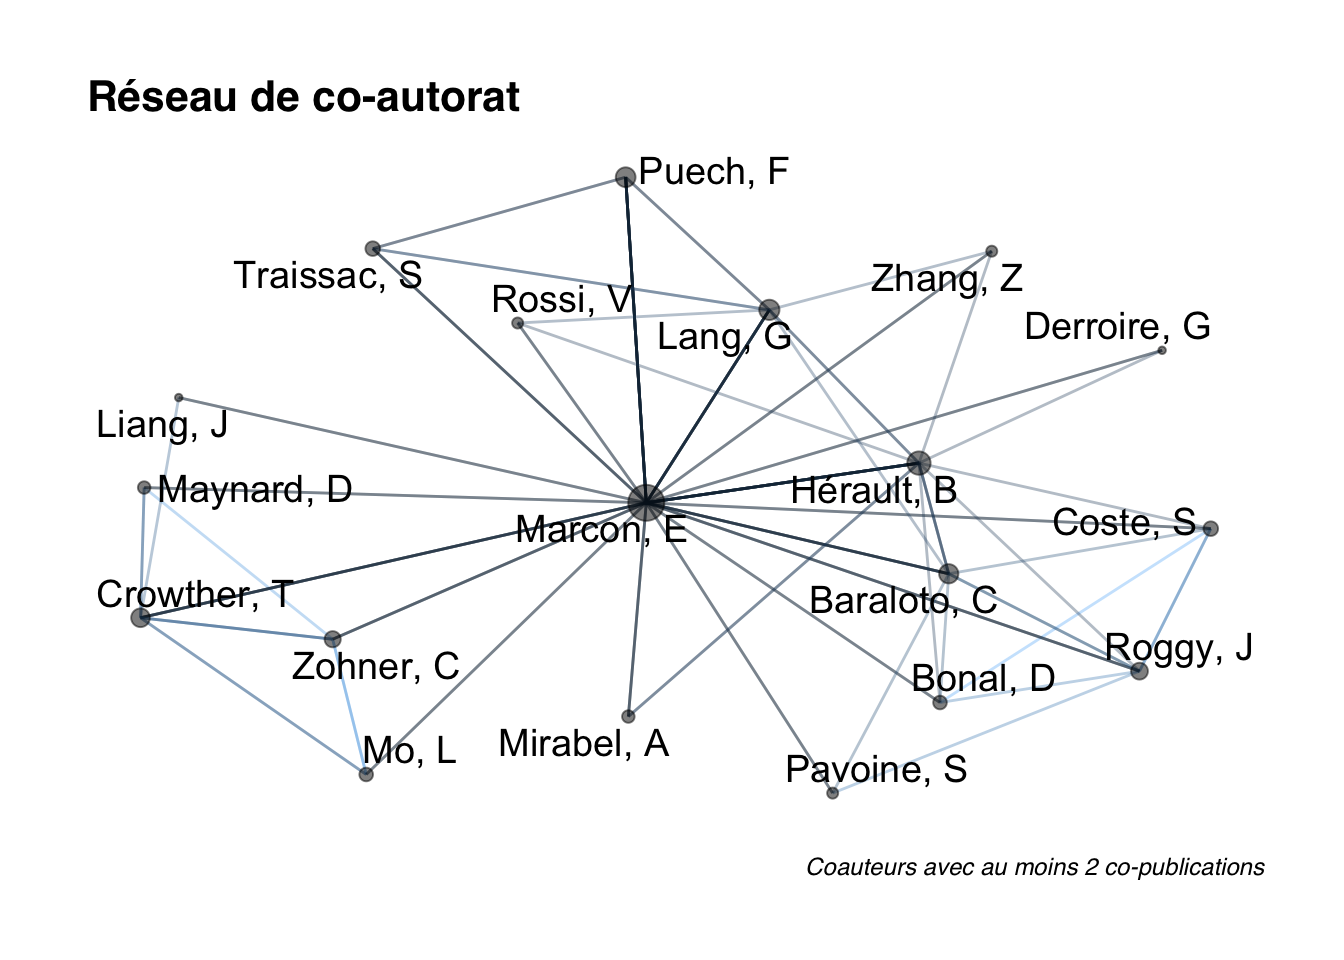 Réseau de co-autorat
Puech, F
Traissac, S
Zhang, Z
Rossi, V
Lang, G
Derroire, G
Liang, J
Maynard, D
Hérault, B
Marcon, E
Coste, S
Crowther, T
Baraloto, C
Zohner, C
Roggy, J
Bonal, D
Mo, L
Mirabel, A
Pavoine, S
Coauteurs avec au moins 2 co-publications